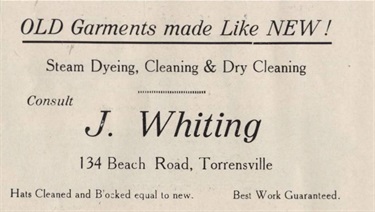 OLD Garments made Like NEW!
Steam Dyeing, Cleaning & Dry Cleaning
Consult
J. Whiting
134 Beach Road, Torrensville
Hats Cleaned and B'ocked equal to new. Best Work Guaranteed.